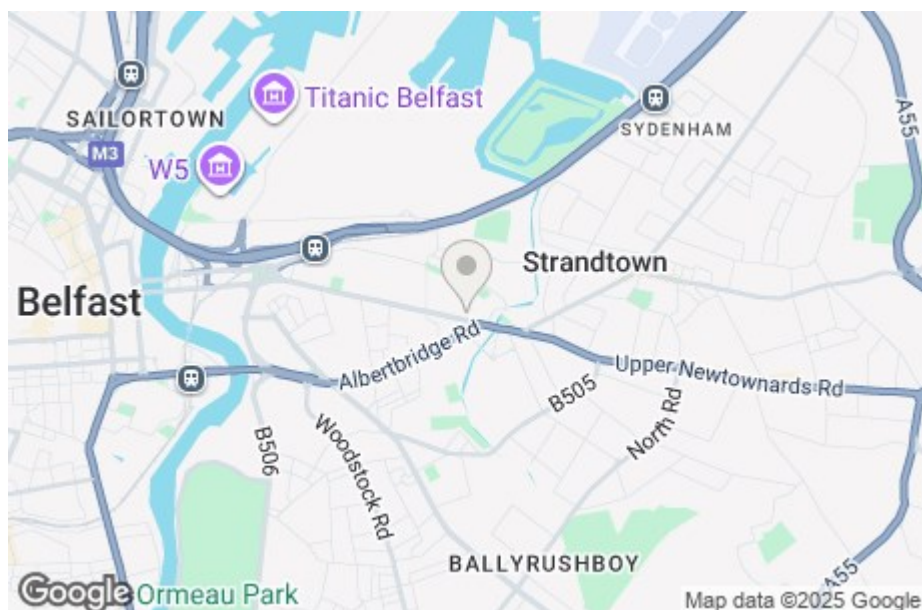 Titanic Belfast
SAILORTOWN
SYDENHAM
A55
M3
W5
Strandtown
Belfast
Albertbridge Rd
Upper Newtownards Rd
B505
North Rd
B506
Woodstock Rd
BALLYRUSHBOY
A55
Google
Ormeau Park
Map data ©2025 Google